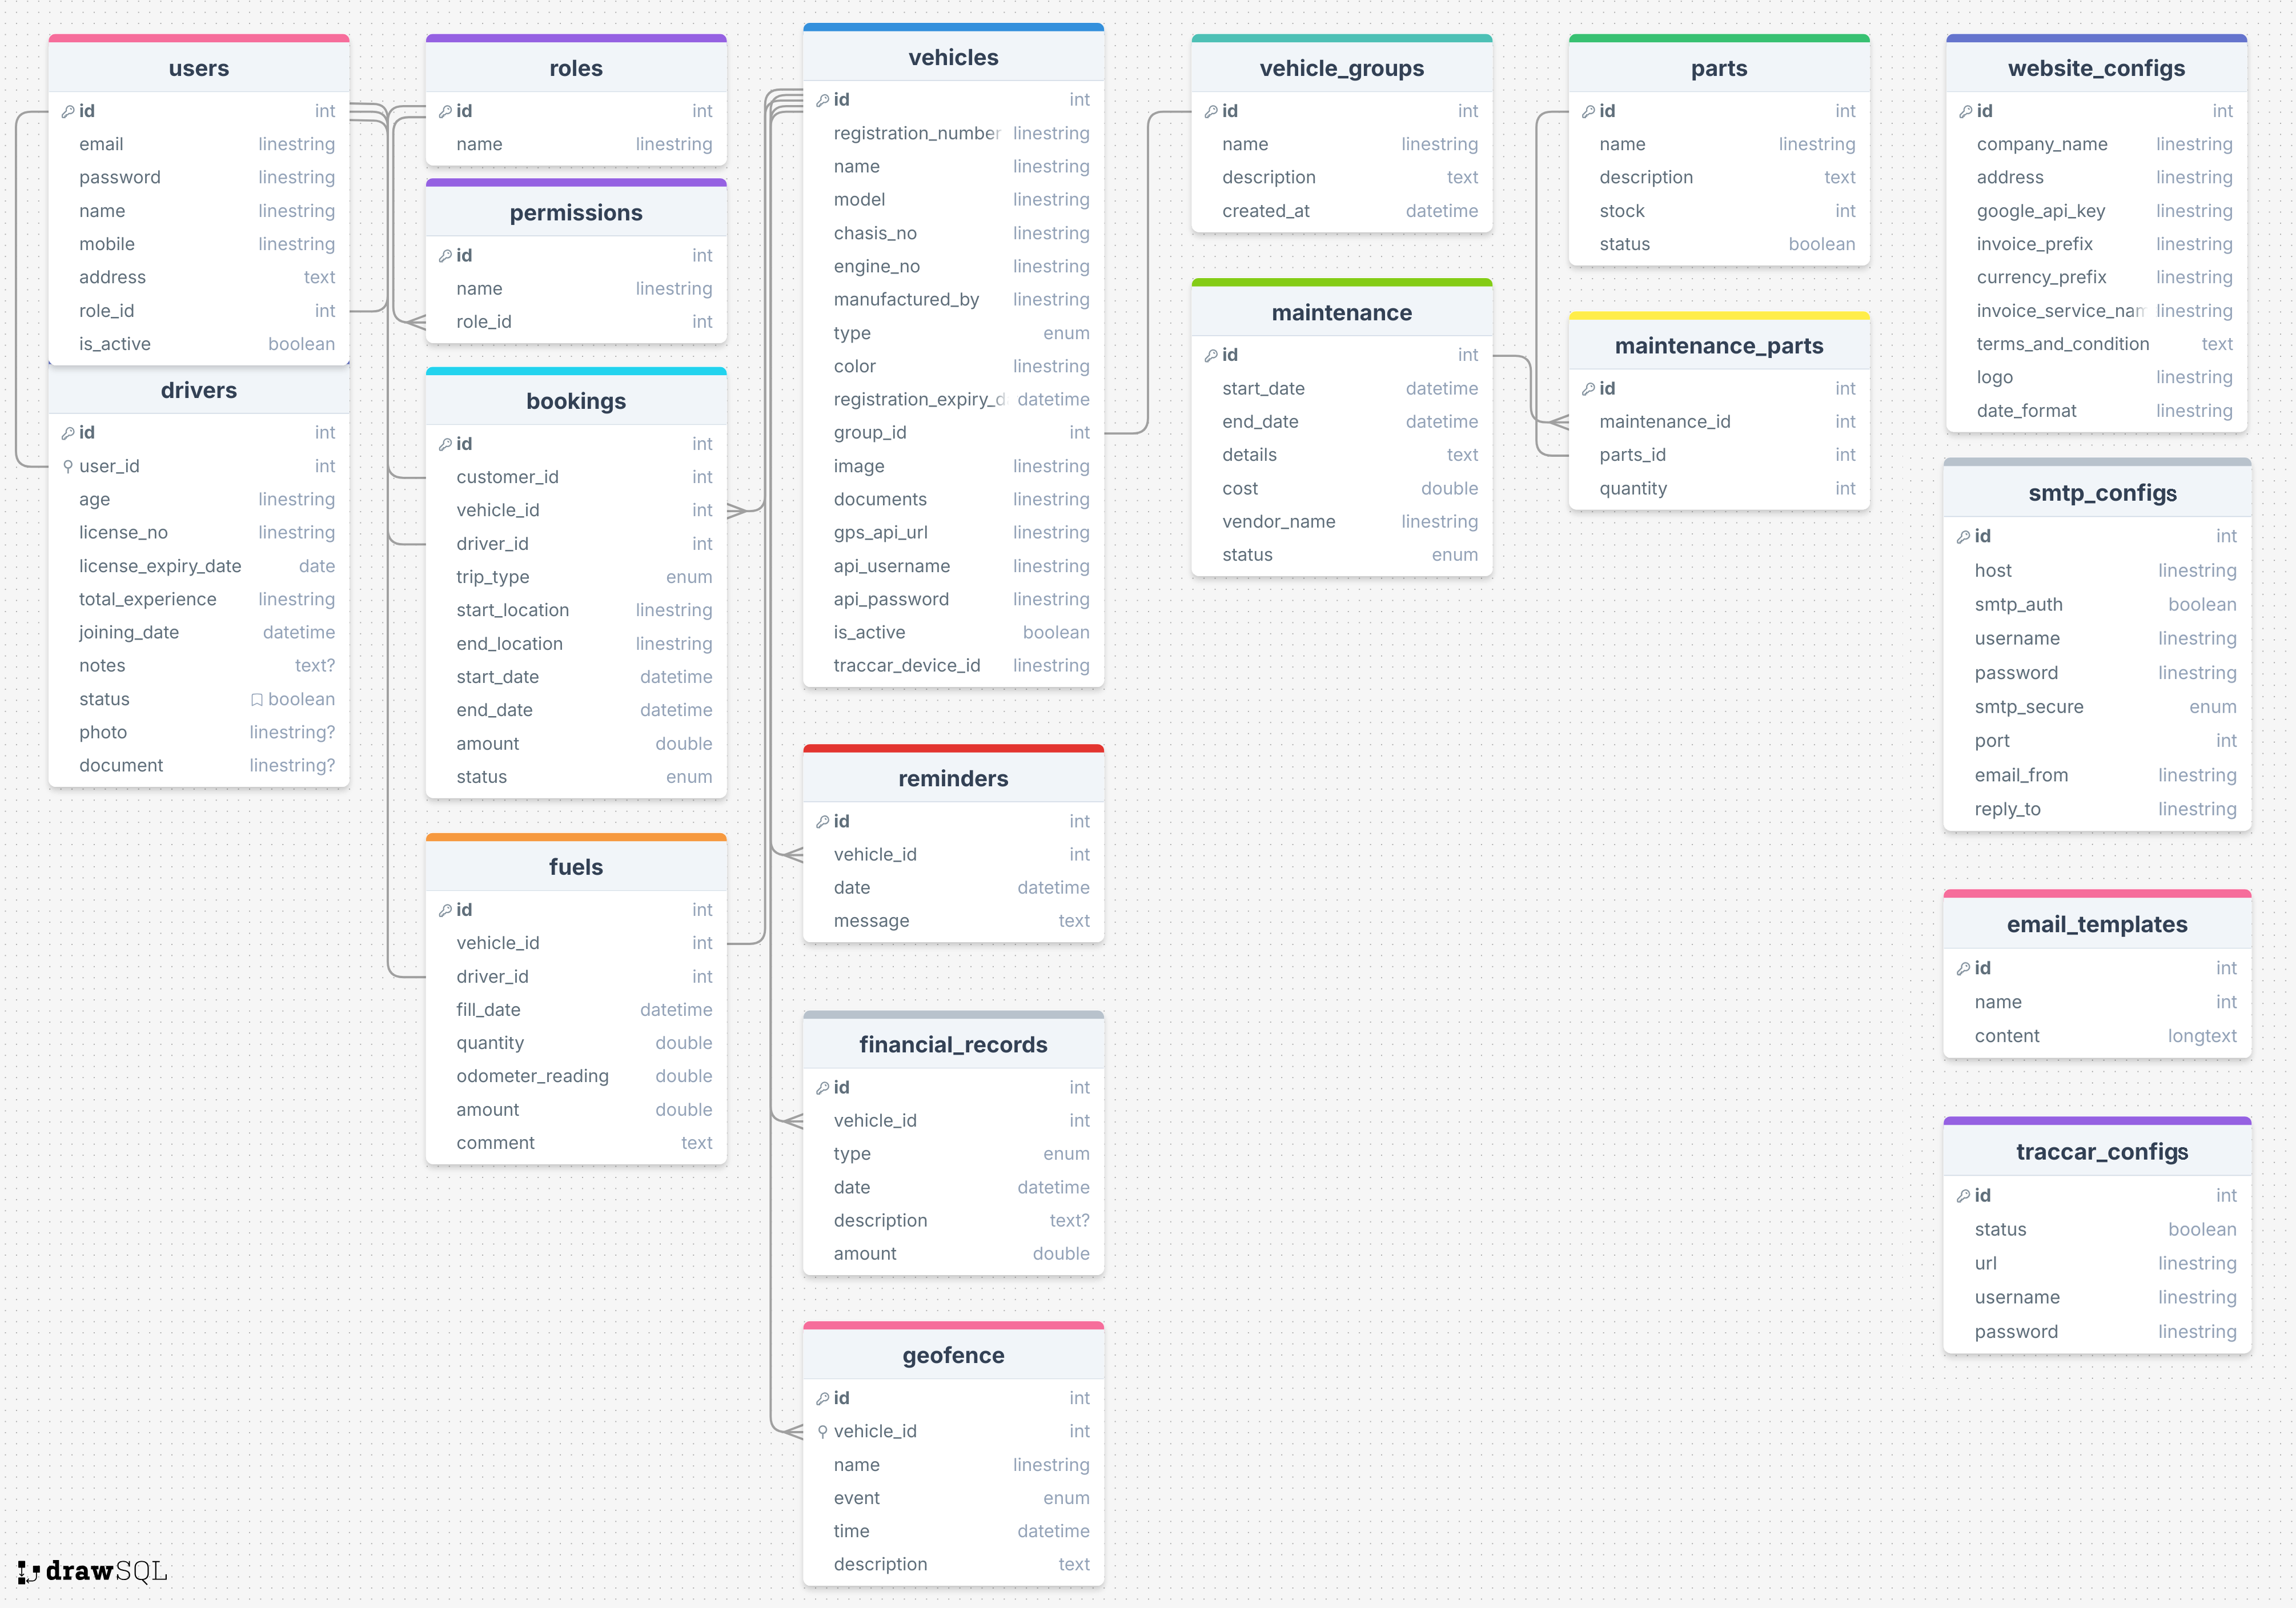 users
id int
email linestring
password linestring
name linestring
mobile linestring
address text
role_id int
is_active boolean
drivers
id int
user_id int
age linestring
license_no linestring
license_expiry_date date
total_experience linestring
joining_date datetime
notes text?
status boolean
photo linestring?
document linestring?
roles
id int
name linestring
permissions
id int
name linestring
role_id int
bookings
id int
customer_id int
vehicle_id int
driver_id int
trip_type enum
start_location linestring
end_location linestring
start_date datetime
end_date datetime
amount double
status enum
fuels
id int
vehicle_id int
driver_id int
fill_date datetime
quantity double
odometer_reading double
amount double
comment text
vehicles
id int
registration_number linestring
name linestring
model linestring
chasis_no linestring
engine_no linestring
manufactured_by linestring
type enum
color linestring
registration_expiry_d datetime
group_id int
image linestring
documents linestring
gps_api_url linestring
api_username linestring
api_password linestring
is_active boolean
traccar_device_id linestring
reminders
id int
vehicle_id int
date datetime
message text
financial_records
id int
vehicle_id int
type enum
date datetime
description text?
amount double
geofence
id int
vehicle_id int
name linestring
event enum
time datetime
description text
vehicle_groups
id int
name linestring
description text
created_at datetime
maintenance
id int
start_date datetime
end_date datetime
details text
cost double
vendor_name linestring
status enum
parts
id int
name linestring
description text
stock int
status boolean
maintenance_parts
id int
maintenance_id int
parts_id int
quantity int
website_configs
id int
company_name linestring
address linestring
google_api_key linestring
invoice_prefix linestring
currency_prefix linestring
invoice_service_nam linestring
terms_and_condition text
logo linestring
date_format linestring
smtp_configs
id int
host linestring
smtp_auth boolean
username linestring
password linestring
smtp_secure enum
port int
email_from linestring
reply_to linestring
email_templates
id int
name int
content longtext
traccar_configs
id int
status boolean
url linestring
username linestring
password linestring
drawSQL